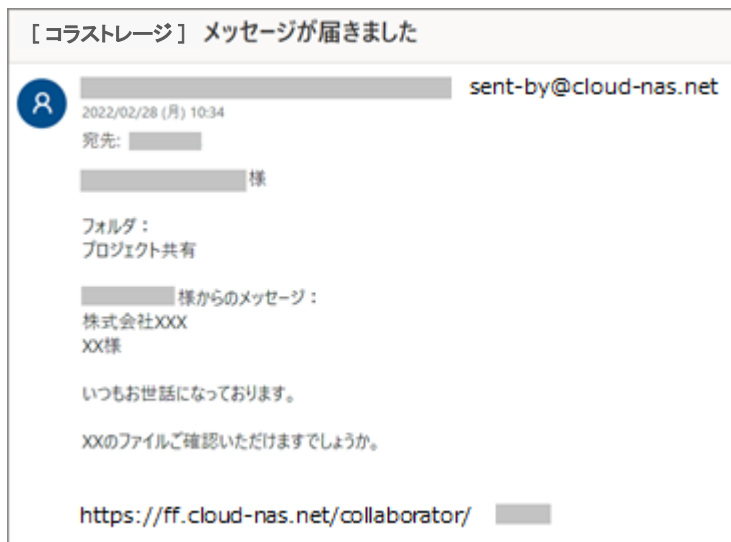 [コラストレージ] メッセージが届きました
sent-by@cloud-nas.net
2022/02/28 (月) 10:34
宛先:
様
フォルダ：
プロジェクト共有
様からのメッセージ：
株式会社XXX
XX様
いつもお世話になっております。
XXのファイルご確認いただけますでしょうか。
https://ff.cloud-nas.net/collaborator/